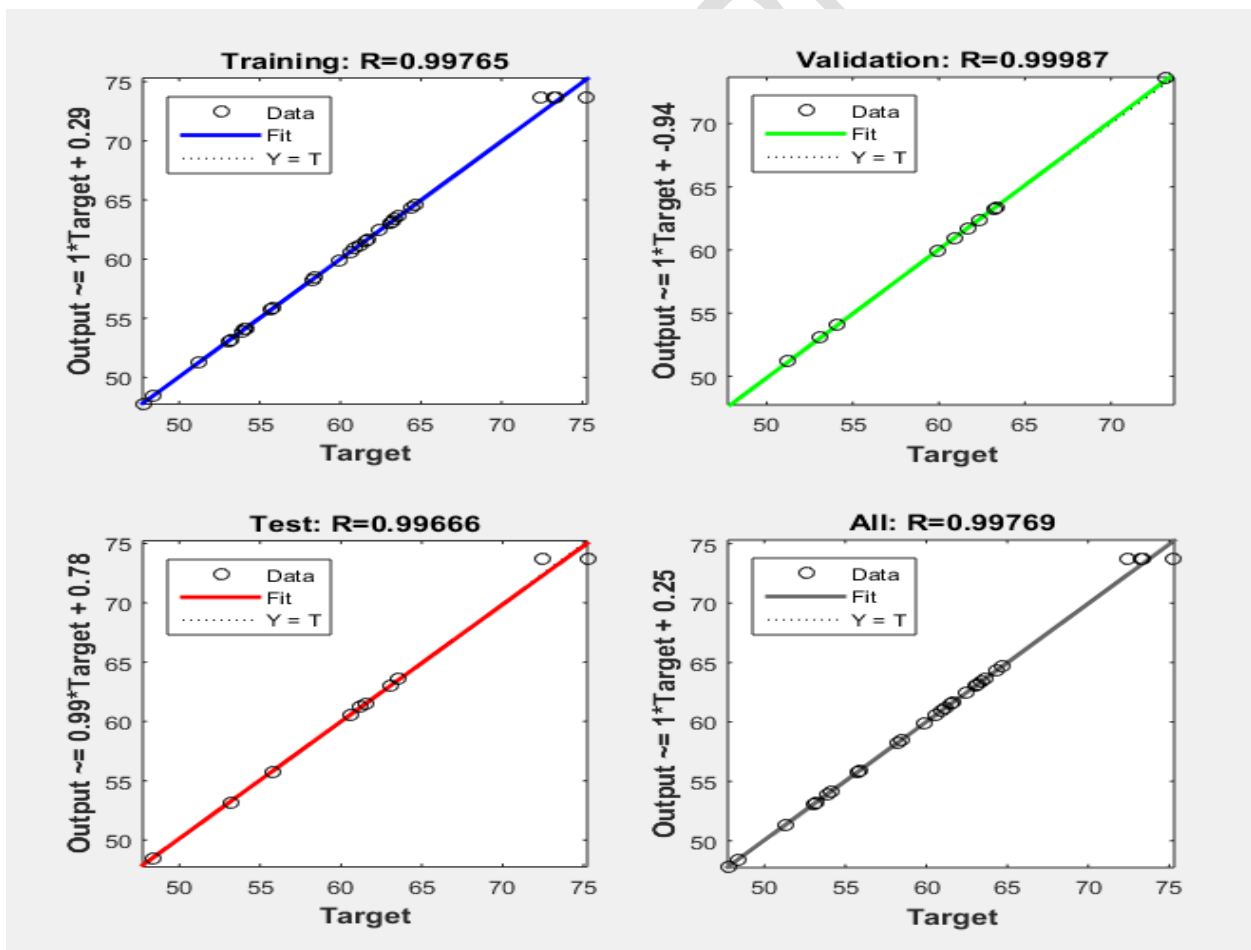 Training: R=0.99765
Output ~= 1*Target + 0.29
75
70
65
60
55
50
Data
Fit
Y = T
50 55 60 65 70 75
Target
Validation: R=0.99987
Output ~= 1*Target + -0.94
70
65
60
55
50
Data
Fit
Y = T
50 55 60 65 70
Target
Test: R=0.99666
Output ~= 0.99*Target + 0.78
75
70
65
60
55
50
Data
Fit
Y = T
50 55 60 65 70 75
Target
All: R=0.99769
Output ~= 1*Target + 0.25
75
70
65
60
55
50
Data
Fit
Y = T
50 55 60 65 70 75
Target